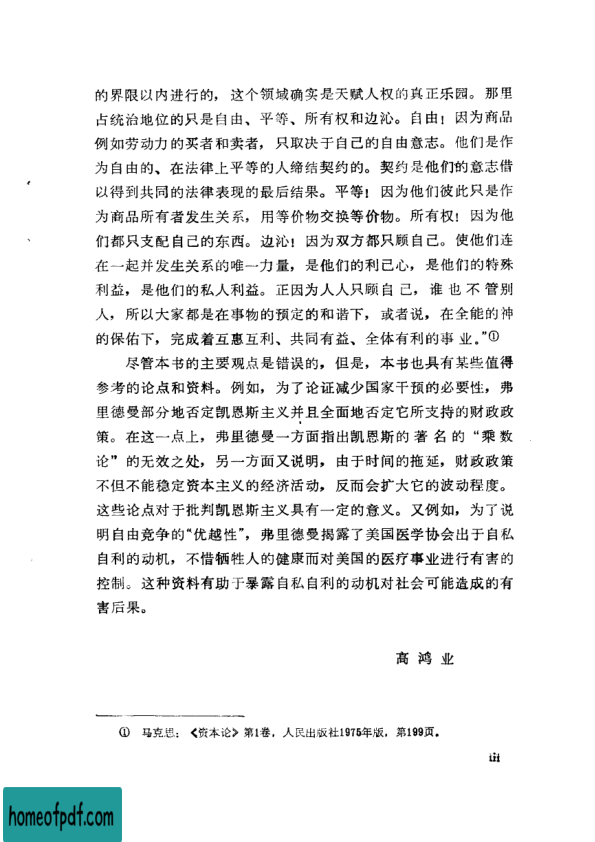 的界限以内进行的，这个领域确实是天赋人权的真正乐园。那里
占统治地位的只是自由、平等、所有权和边沁。自由！因为商品
例如劳动力的买者和卖者，只取决于自己的自由意志。他们是作
为自由的、在法律上平等的人缔结契约的。契约是他们的意志借
以得到共同的法律表现的最后结果。平等！因为他们彼此只是作
为商品所有者发生关系，用等价物交换等价物。所有权！因为他
们都只支配自己的东西。边沁！因为双方都只顾自己。使他们连
在一起并发生关系的唯一力量，是他们的利己心，是他们的特殊
利益，是他们的私人利益。正因为人人只顾自己，谁也不管别
人，所以大家都是在事物的预定的和谐下，或者说，在全能的神
的保佑下，完成着互惠互利、共同有益、全体有利的事业。”①
尽管本书的主要观点是错误的，但是，本书也具有某些值得
参考的论点和资料。例如，为了论证减少国家干预的必要性，弗
里德曼部分地否定凯恩斯主义并且全面地否定它所支持的财政政
策。在这一点上，弗里德曼一方面指出凯恩斯的著名的“乘数
论”的无效之处，另一方面又说明，由于时间的拖延，财政政策
不但不能稳定资本主义的经济活动，反而会扩大它的波动程度。
这些论点对于批判凯恩斯主义具有一定的意义。又例如，为了说
明自由竞争的“优越性”，弗里德曼揭露了美国医学协会出于自私
自利的动机，不惜牺牲人的健康而对美国的医疗事业进行有害的
控制。这种资料有助于暴露自私自利的动机对社会可能造成的有
害后果。
高鸿业
① 马克思：《资本论》第1卷，人民出版社1975年版，第199页。
iii
homeofpdf.com